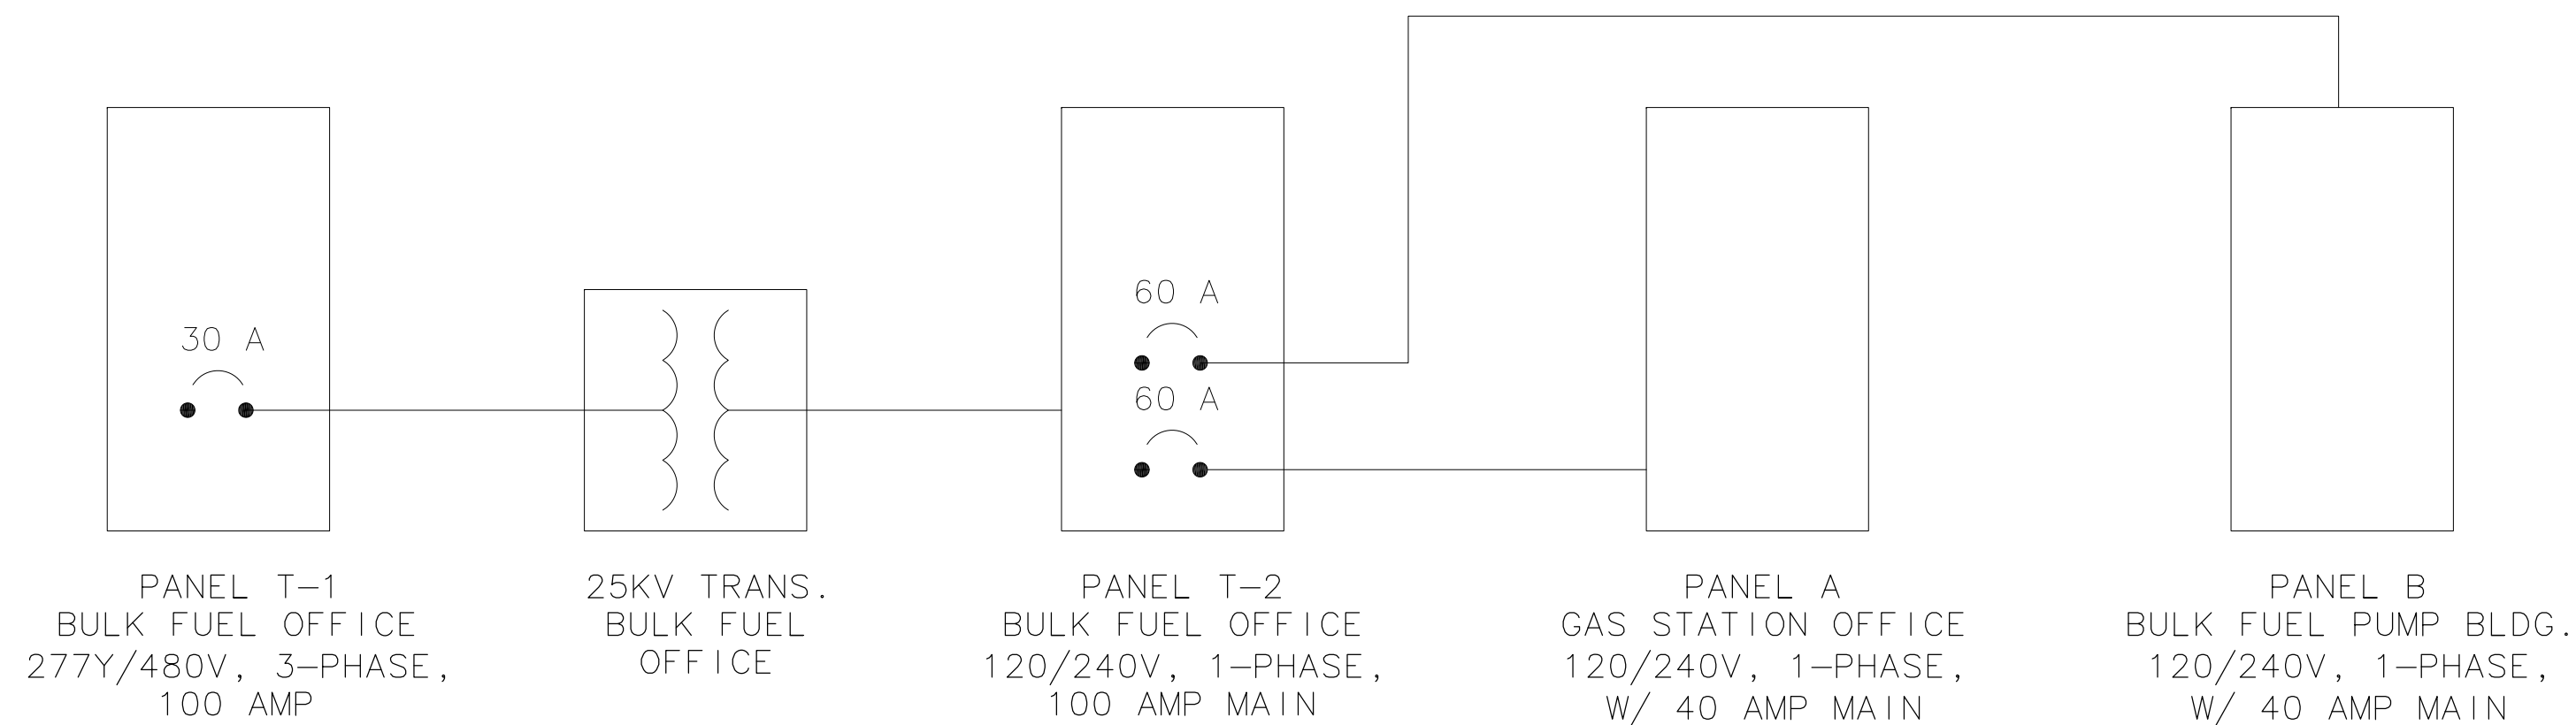 30 A
60 A
60 A
PANEL T-1
BULK FUEL OFFICE
277Y/480V, 3-PHASE,
100 AMP
25KV TRANS.
BULK FUEL
OFFICE
PANEL T-2
BULK FUEL OFFICE
120/240V, 1-PHASE,
100 AMP MAIN
PANEL A
GAS STATION OFFICE
120/240V, 1-PHASE,
W/ 40 AMP MAIN
PANEL B
BULK FUEL PUMP BLDG.
120/240V, 1-PHASE,
W/ 40 AMP MAIN